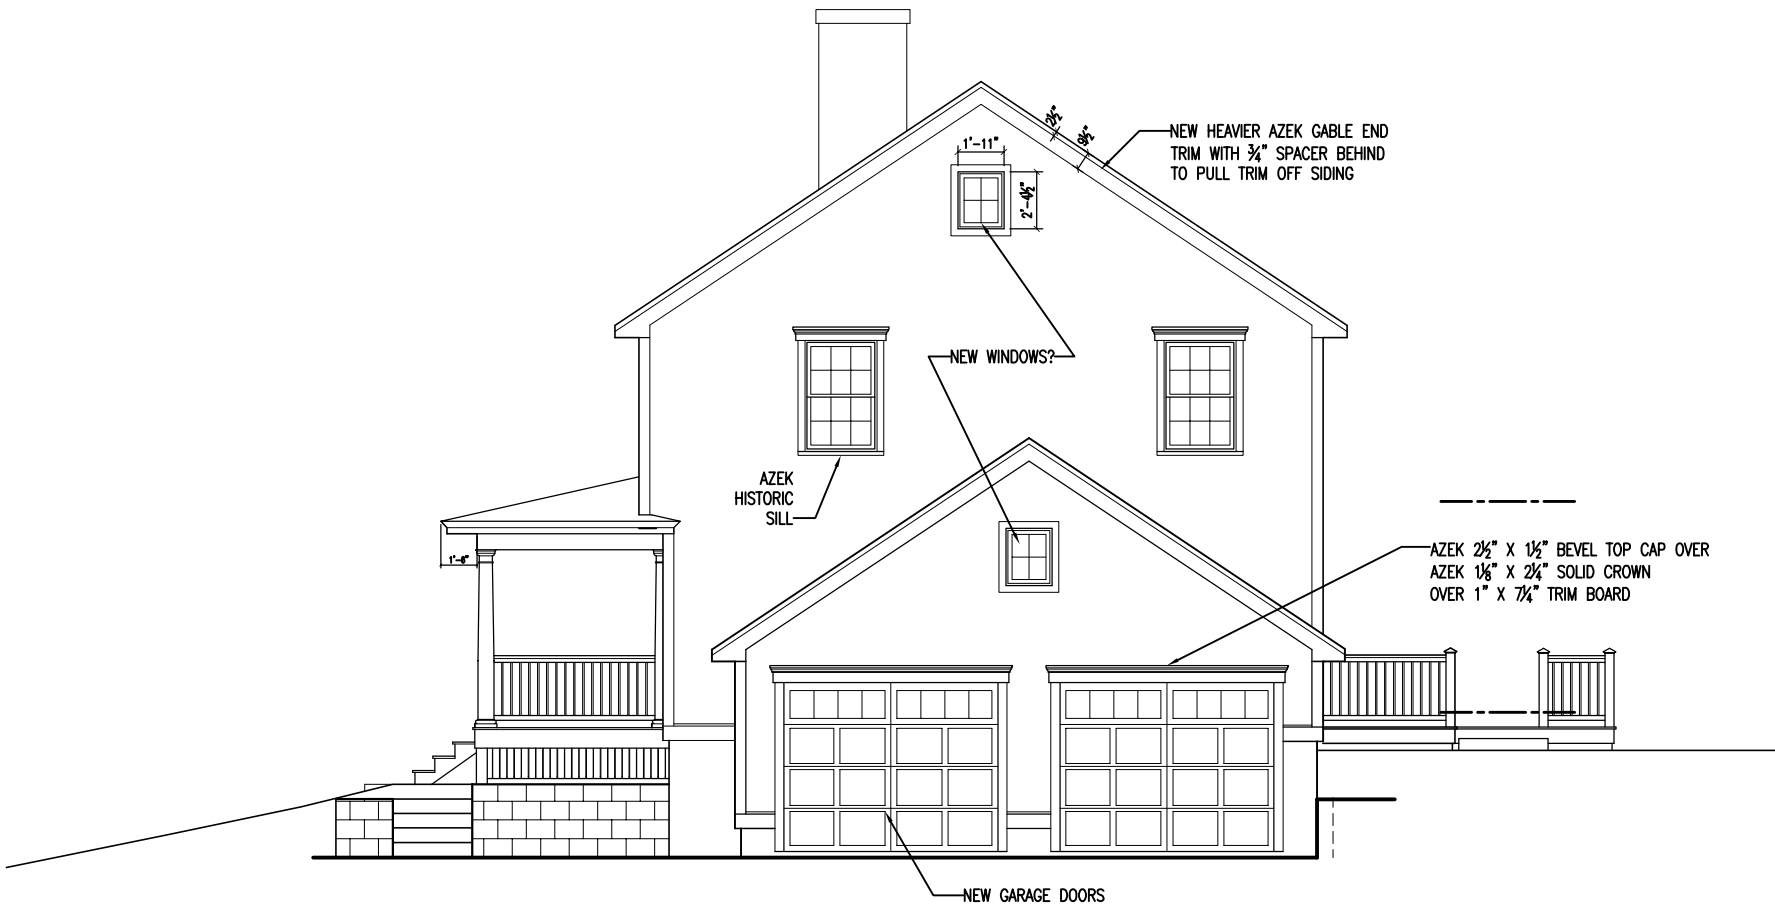 2½"
9½"
1'-11"
2'-4½"
NEW HEAVIER AZEK GABLE END
TRIM WITH ¾" SPACER BEHIND
TO PULL TRIM OFF SIDING
NEW WINDOWS?
AZEK
HISTORIC
SILL
1'-6"
AZEK 2½" X 1½" BEVEL TOP CAP OVER
AZEK 1⅛" X 2¼" SOLID CROWN
OVER 1" X 7¼" TRIM BOARD
NEW GARAGE DOORS